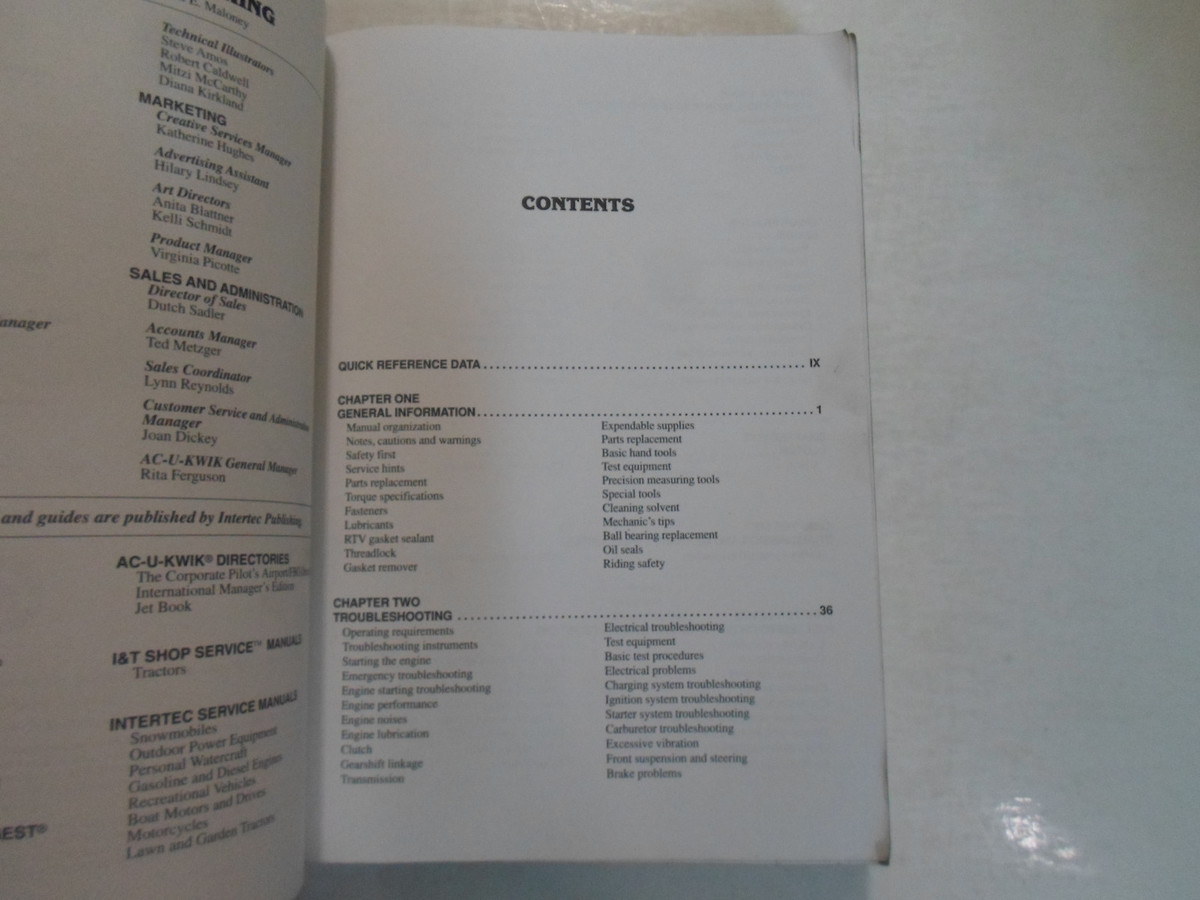 E. Maloney
Technical Illustrators
Steve Amos
Robert Caldwell
Mitzi McCarthy
Diana Kirkland
MARKETING
Creative Services Manager
Katherine Hughes
Advertising Assistant
Hilary Lindsey
Art Directors
Anita Blattner
Kelli Schmidt
Product Manager
Virginia Picotte
SALES AND ADMINISTRATION
Director of Sales
Dutch Sadler
Accounts Manager
Ted Metzger
Sales Coordinator
Lynn Reynolds
Customer Service and Administration
Manager
Joan Dickey
AC-U-KWIK General Manager
Rita Ferguson
and guides are published by Intertec Publishing
AC-U-KWIK® DIRECTORIES
The Corporate Pilot's Airport/FBO
International Manager's Edition
Jet Book
I&T SHOP SERVICE™ MANUALS
Tractors
INTERTEC SERVICE MANUALS
Snowmobiles
Outdoor Power Equipment
Personal Watercraft
Gasoline and Diesel Engines
Recreational Vehicles
Boat Motors and Drives
Motorcycles
Lawn and Garden Tractors
CONTENTS
QUICK REFERENCE DATA IX
CHAPTER ONE
GENERAL INFORMATION 1
Manual organization
Notes, cautions and warnings
Safety first
Service hints
Parts replacement
Torque specifications
Fasteners
Lubricants
RTV gasket sealant
Threadlock
Gasket remover
Expendable supplies
Parts replacement
Basic hand tools
Test equipment
Precision measuring tools
Special tools
Cleaning solvent
Mechanic's tips
Ball bearing replacement
Oil seals
Riding safety
CHAPTER TWO
TROUBLESHOOTING 36
Operating requirements
Troubleshooting instruments
Starting the engine
Emergency troubleshooting
Engine starting troubleshooting
Engine performance
Engine noises
Engine lubrication
Clutch
Gearshift linkage
Transmission
Electrical troubleshooting
Test equipment
Basic test procedures
Electrical problems
Charging system troubleshooting
Ignition system troubleshooting
Starter system troubleshooting
Carburetor troubleshooting
Excessive vibration
Front suspension and steering
Brake problems